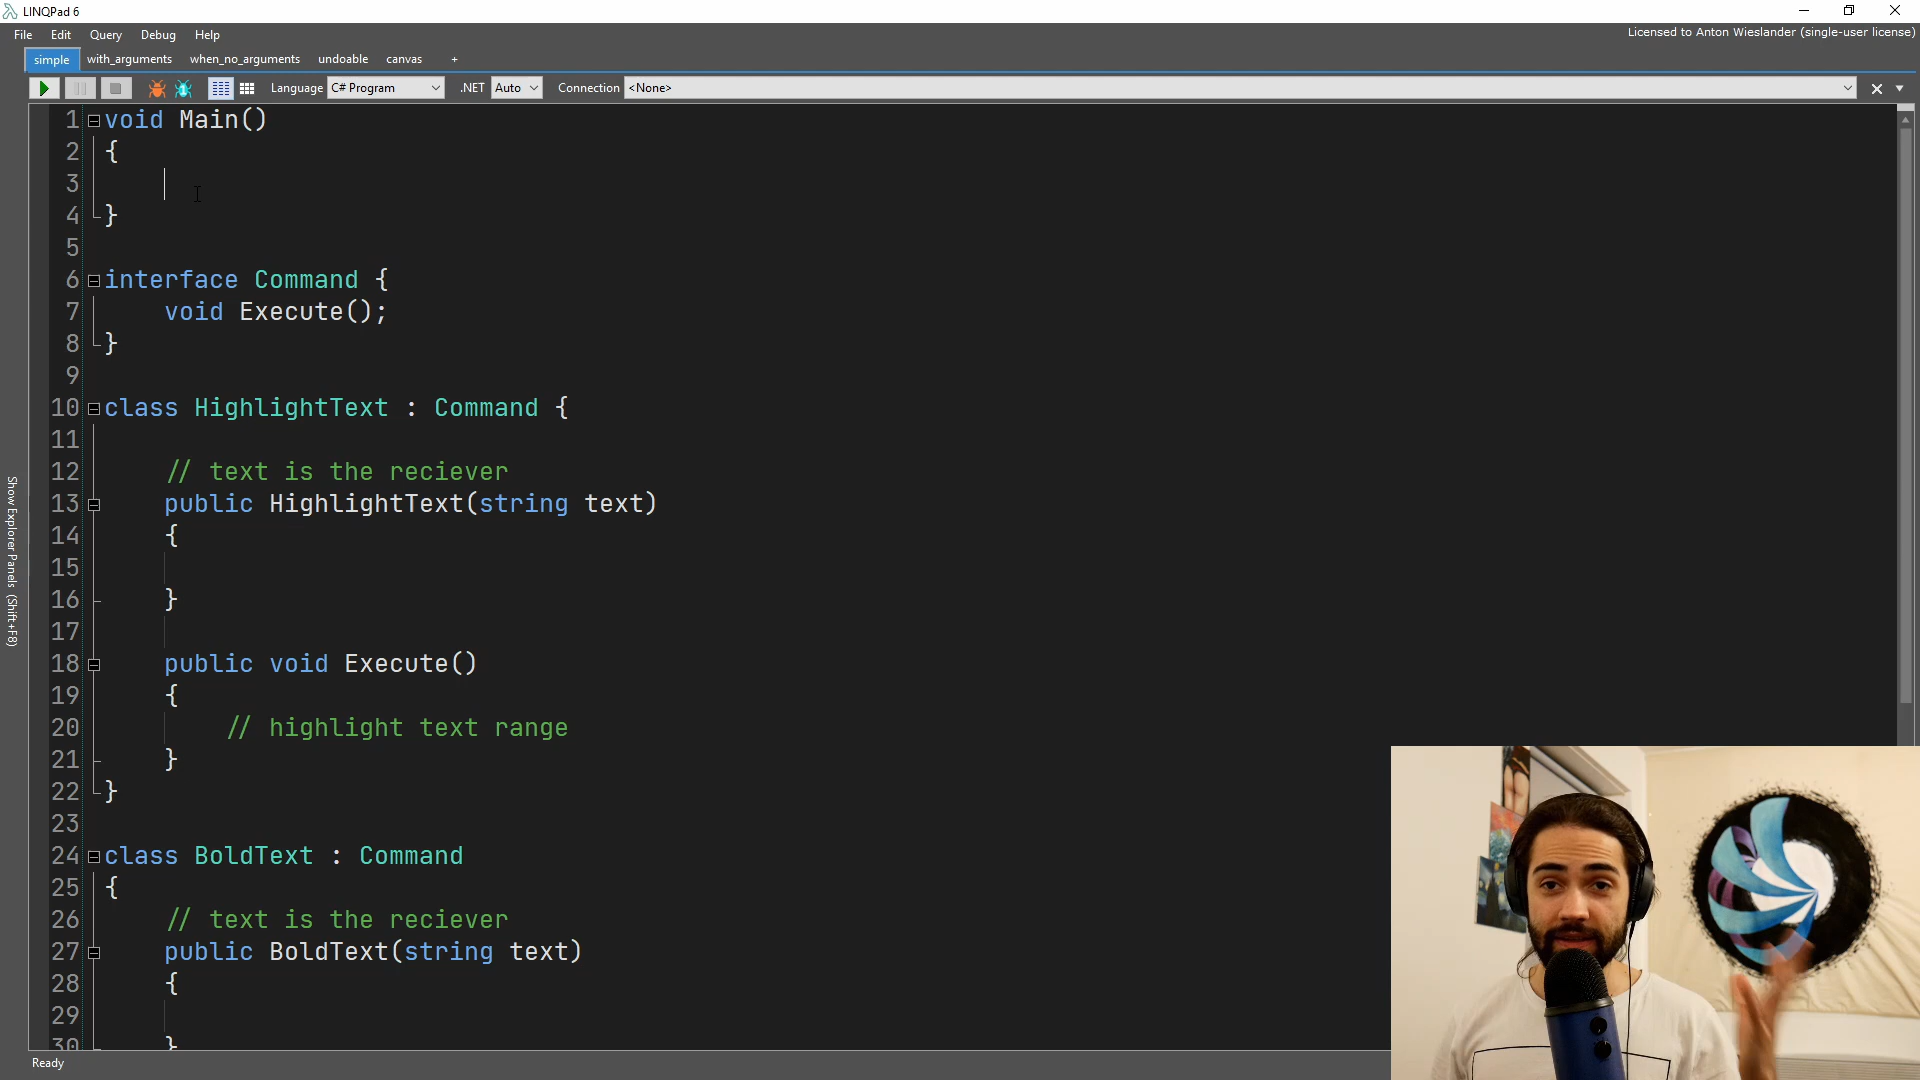 LINQPad 6
File Edit Query Debug Help
Licensed to Anton Wieslander (single-user license)
simple with_arguments when_no_arguments undoable canvas +
Language C# Program .NET Auto Connection <None>
1 void Main()
2 {
3
4 }
5
6 interface Command {
7 void Execute();
8 }
9
10 class HighlightText : Command {
11
12 // text is the reciever
13 public HighlightText(string text)
14 {
15
16 }
17
18 public void Execute()
19 {
20 // highlight text range
21 }
22 }
23
24 class BoldText : Command
25 {
26 // text is the reciever
27 public BoldText(string text)
28 {
29
30 }
Show Explorer Panels (Shift+F8)
Ready